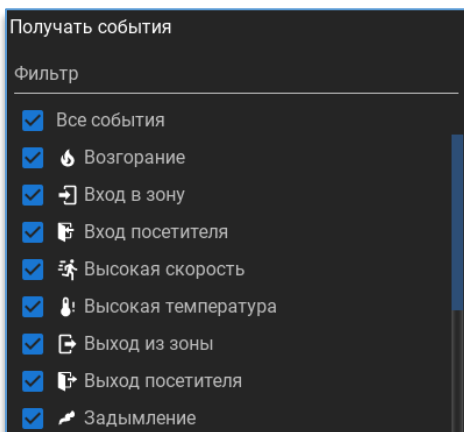 Получать события
Фильтр
Все события
Возгорание
Вход в зону
Вход посетителя
Высокая скорость
Высокая температура
Выход из зоны
Выход посетителя
Задымление